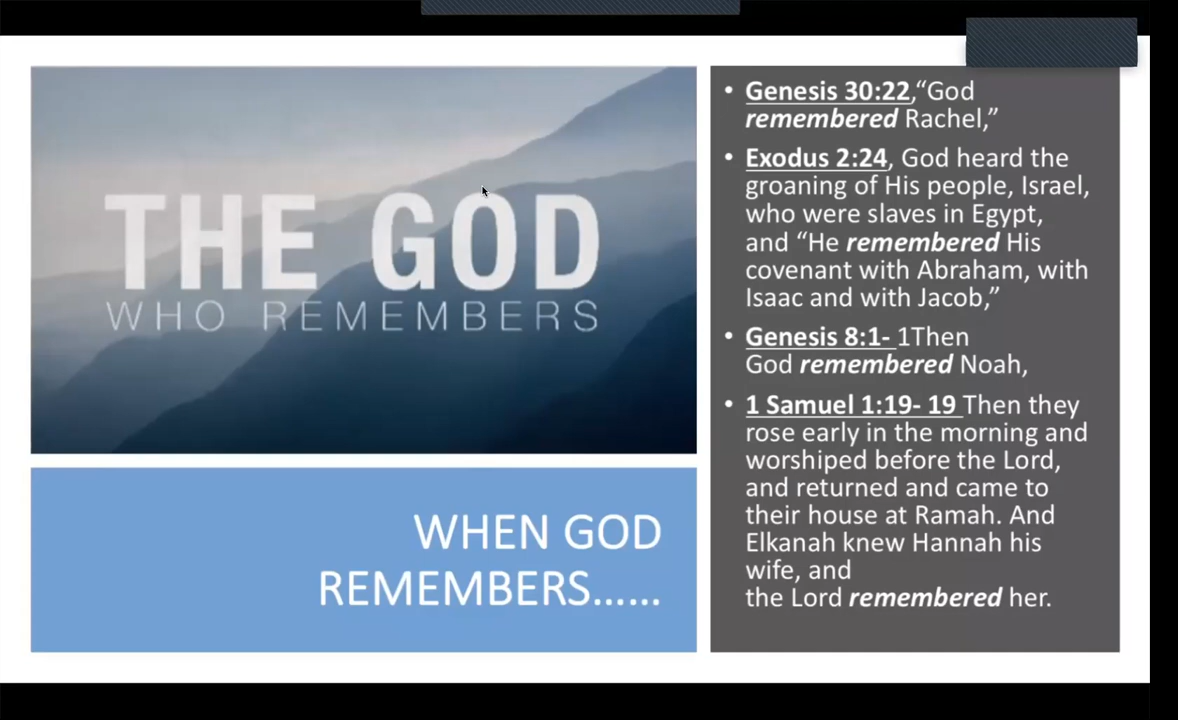 THE GOD
WHO REMEMBERS
WHEN GOD
REMEMBERS......
• Genesis 30:22,“God
remembered Rachel,”
• Exodus 2:24, God heard the
groaning of His people, Israel,
who were slaves in Egypt,
and “He remembered His
covenant with Abraham, with
Isaac and with Jacob,”
• Genesis 8:1- 1Then
God remembered Noah,
• 1 Samuel 1:19- 19 Then they
rose early in the morning and
worshiped before the Lord,
and returned and came to
their house at Ramah. And
Elkanah knew Hannah his
wife, and
the Lord remembered her.